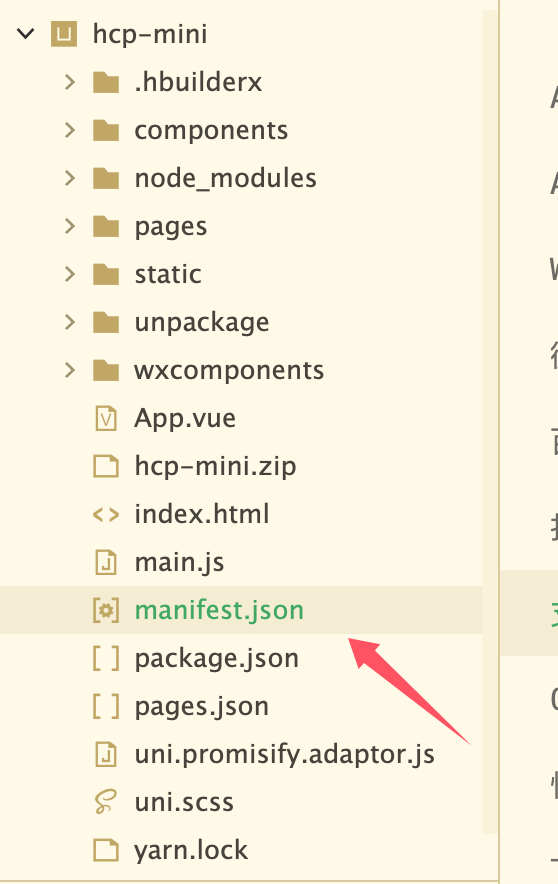 hcp-mini
.hbuilderx
components
node_modules
pages
static
unpackage
wxcomponents
App.vue
hcp-mini.zip
index.html
main.js
manifest.json
package.json
pages.json
uni.promisify.adaptor.js
uni.scss
yarn.lock